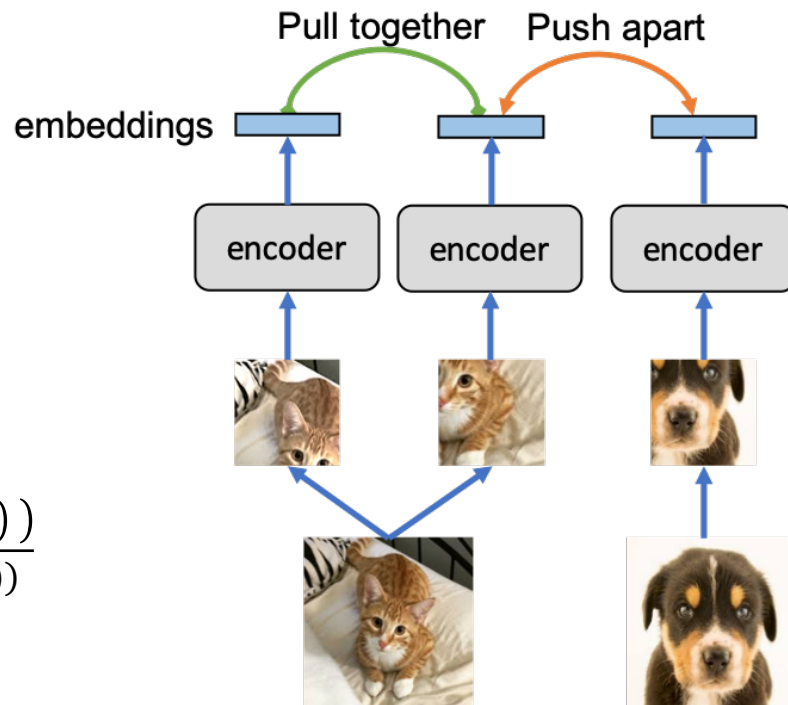 Pull together Push apart
embeddings
encoder encoder encoder
) )
))